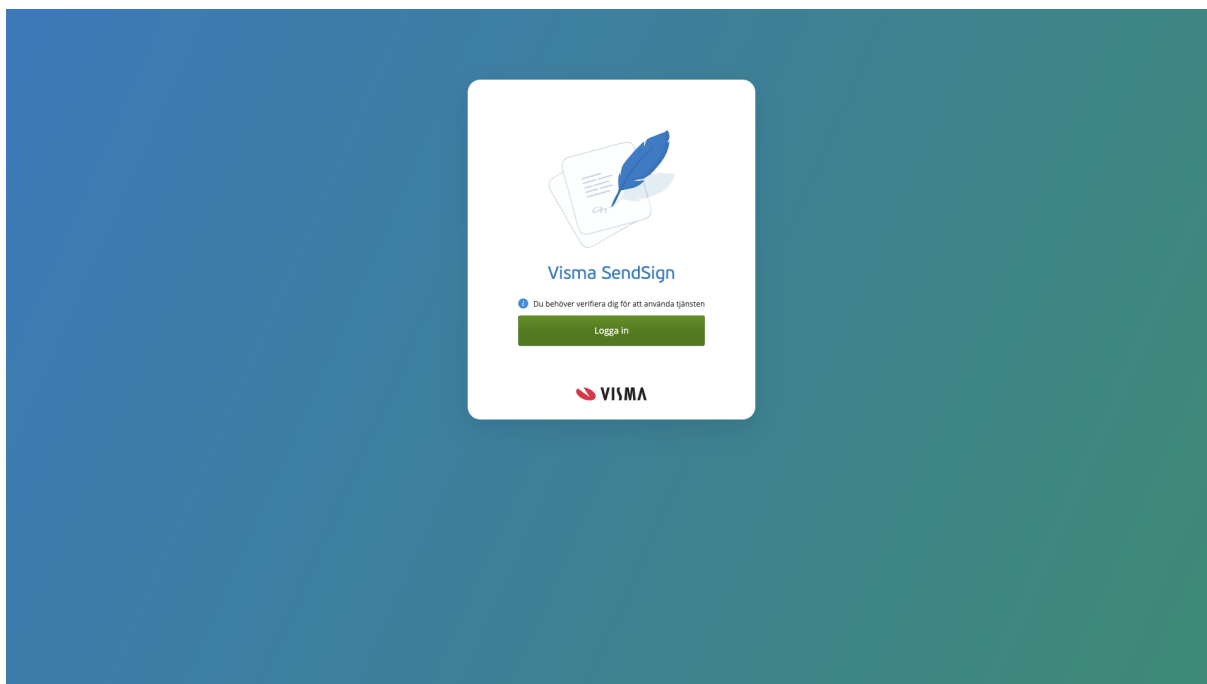 Visma SendSign
Du behöver verifiera dig för att använda tjänsten
Logga in
VISMA